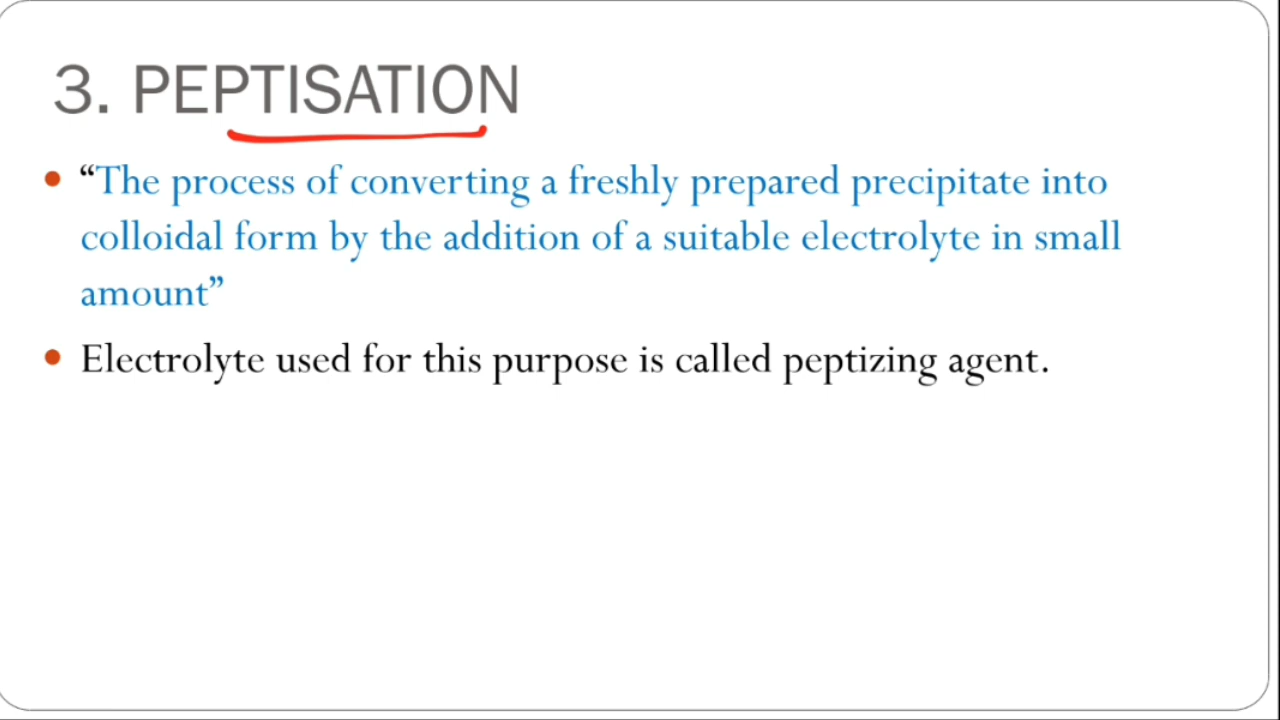 3. PEPTISATION
• “The process of converting a freshly prepared precipitate into
colloidal form by the addition of a suitable electrolyte in small
amount”
• Electrolyte used for this purpose is called peptizing agent.